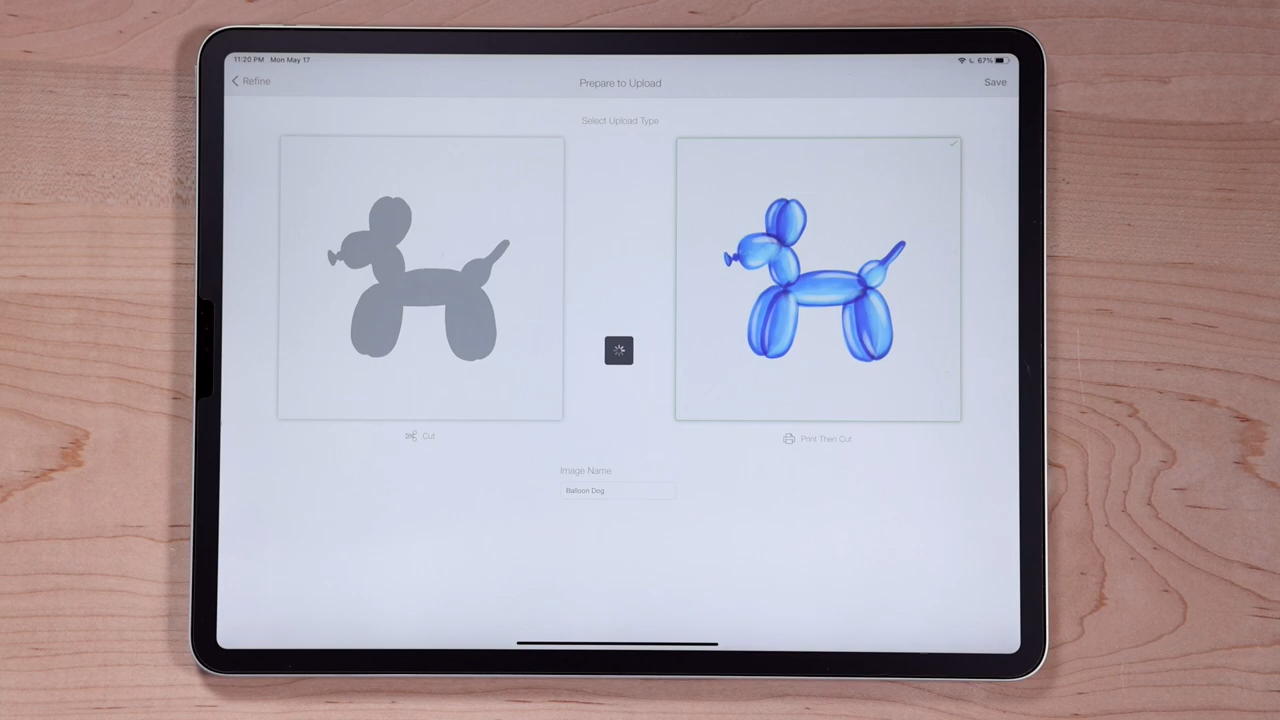 11:20 PM Mon May 17
67%
Refine
Prepare to Upload
Save
Select Upload Type
Cut
Print Then Cut
Image Name
Balloon Dog